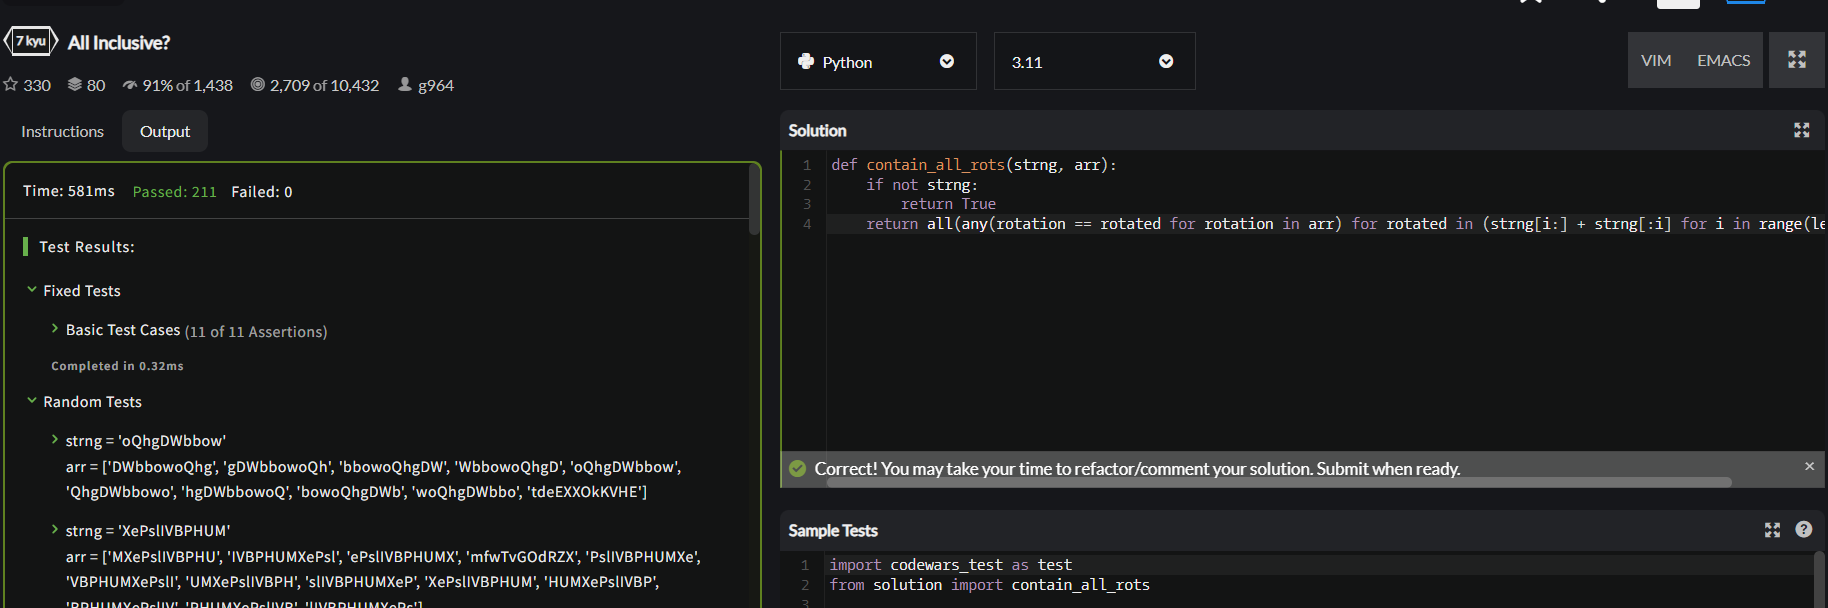 7 kyu All Inclusive?
330 80 91% of 1,438 2,709 of 10,432 g964
Instructions Output
Time: 581ms Passed: 211 Failed: 0
Test Results:
Fixed Tests
Basic Test Cases (11 of 11 Assertions)
Completed in 0.32ms
Random Tests
strng = 'oQhgDWbbow'
arr = ['DWbbowoQhg', 'gDWbbowoQh', 'bbowoQhgDW', 'WbbowoQhgD', 'oQhgDWbbow',
'QhgDWbbowo', 'hgDWbbowoQ', 'bowoQhgDWb', 'woQhgDWbbo', 'tdeEXXOkKVHE']
strng = 'XePslIVBPHUM'
arr = ['MXePslIVBPHU', 'IVBPHUMXePsl', 'ePslIVBPHUMX', 'mfwTvGOdRZX', 'PslIVBPHUMXe',
'VBPHUMXePslI', 'UMXePslIVBPH', 'slIVBPHUMXeP', 'XePslIVBPHUM', 'HUMXePslIVBP',
'BPHUMXePslIV', 'PHUMXePslIVB', 'lIVBPHUMXePs']
Python 3.11 VIM EMACS
Solution
1 def contain_all_rots(strng, arr):
2 if not strng:
3 return True
4 return all(any(rotation == rotated for rotation in arr) for rotated in (strng[i:] + strng[:i] for i in range(le
Correct! You may take your time to refactor/comment your solution. Submit when ready.
Sample Tests
1 import codewars_test as test
2 from solution import contain_all_rots
3